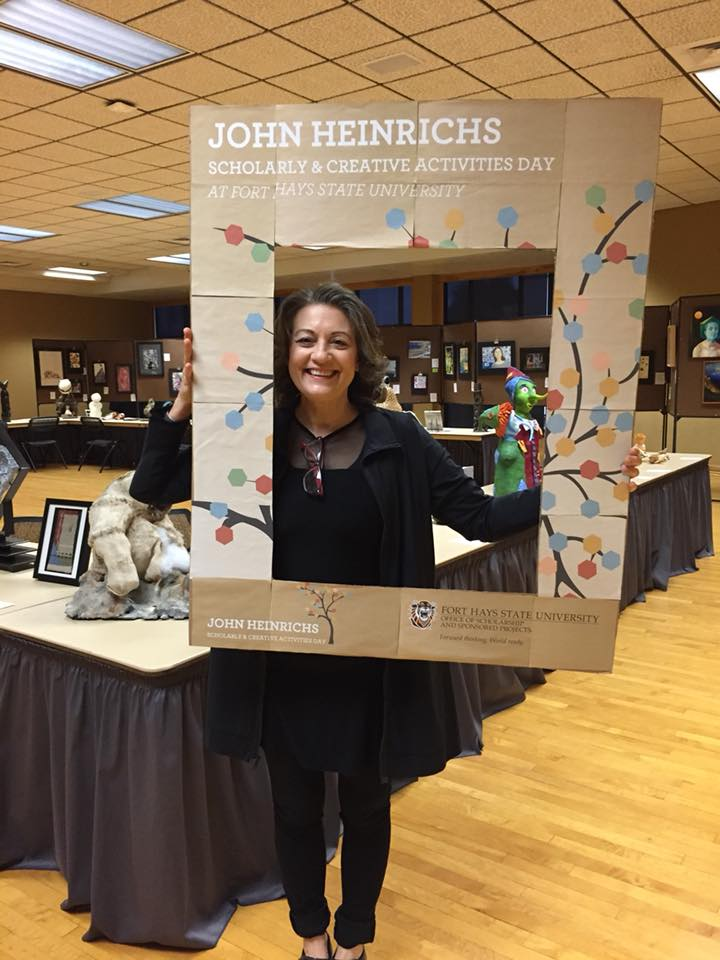 JOHN HEINRICHS
SCHOLARLY & CREATIVE ACTIVITIES DAY
AT FORT HAYS STATE UNIVERSITY
JOHN HEINRICHS
SCHOLARLY & CREATIVE ACTIVITIES DAY
FORT HAYS STATE UNIVERSITY
OFFICE OF SCHOLARSHIP
AND SPONSORED PROJECTS
Forward thinking. World ready.